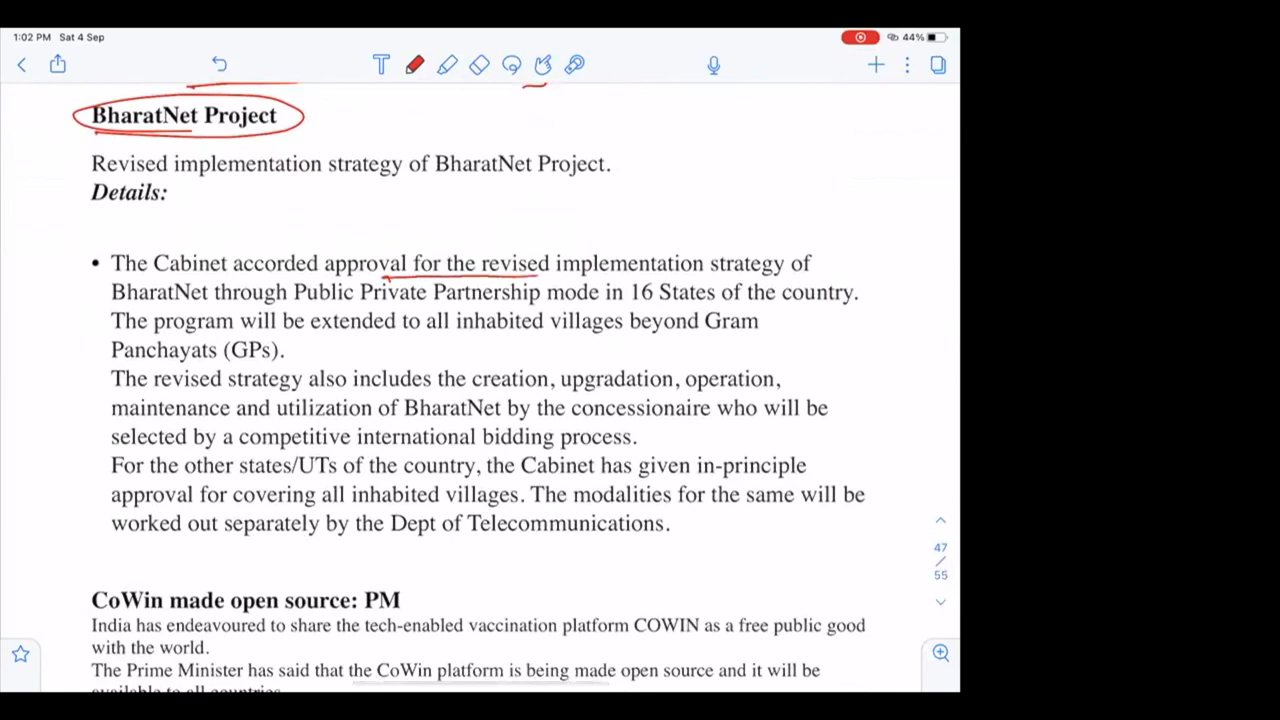 1:02 PM Sat 4 Sep
44%
BharatNet Project
Revised implementation strategy of BharatNet Project.
Details:
• The Cabinet accorded approval for the revised implementation strategy of
BharatNet through Public Private Partnership mode in 16 States of the country.
The program will be extended to all inhabited villages beyond Gram
Panchayats (GPs).
The revised strategy also includes the creation, upgradation, operation,
maintenance and utilization of BharatNet by the concessionaire who will be
selected by a competitive international bidding process.
For the other states/UTs of the country, the Cabinet has given in-principle
approval for covering all inhabited villages. The modalities for the same will be
worked out separately by the Dept of Telecommunications.
47
/
55
CoWin made open source: PM
India has endeavoured to share the tech-enabled vaccination platform COWIN as a free public good
with the world.
The Prime Minister has said that the CoWin platform is being made open source and it will be
available to all countries